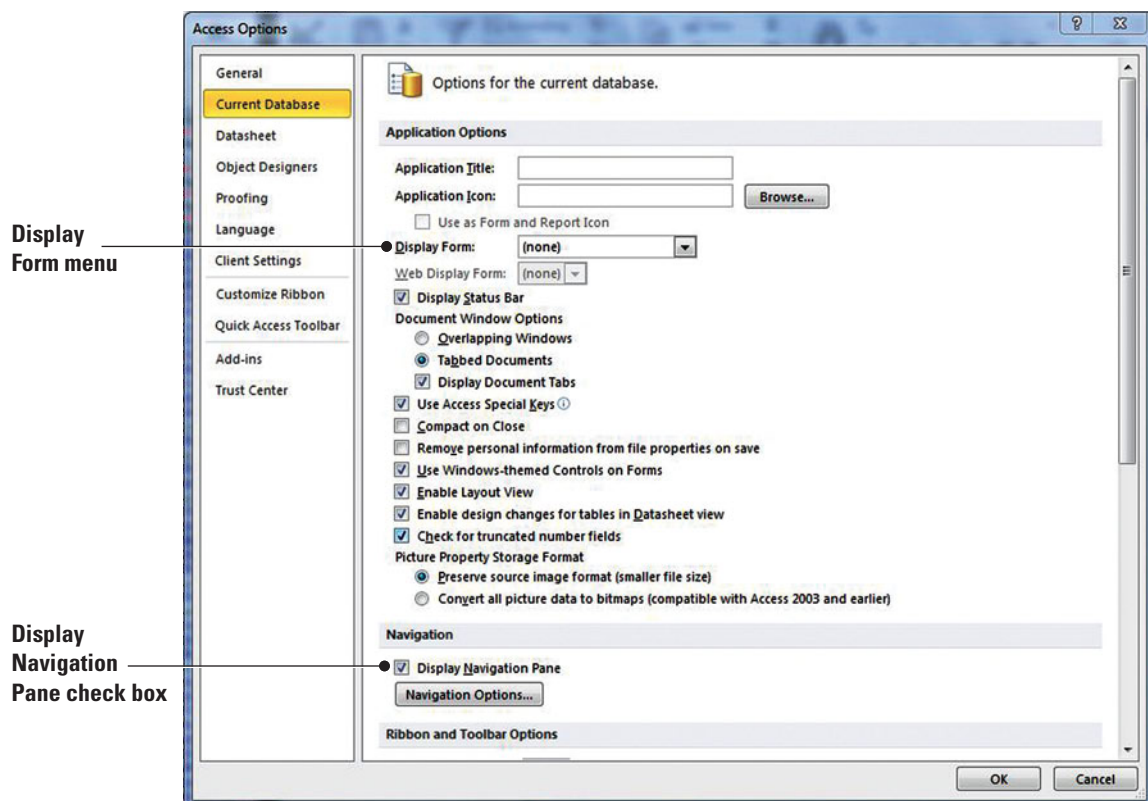 Access Options
General
Current Database
Datasheet
Object Designers
Proofing
Language
Client Settings
Customize Ribbon
Quick Access Toolbar
Add-ins
Trust Center
Options for the current database.
Application Options
Application Title:
Application Icon:
Browse...
Use as Form and Report Icon
Display Form: (none)
Web Display Form: (none)
Display Status Bar
Document Window Options
Overlapping Windows
Tabbed Documents
Display Document Tabs
Use Access Special Keys
Compact on Close
Remove personal information from file properties on save
Use Windows-themed Controls on Forms
Enable Layout View
Enable design changes for tables in Datasheet view
Check for truncated number fields
Picture Property Storage Format
Preserve source image format (smaller file size)
Convert all picture data to bitmaps (compatible with Access 2003 and earlier)
Navigation
Display Navigation Pane
Navigation Options...
Ribbon and Toolbar Options
OK
Cancel
Display
Form menu
Display
Navigation
Pane check box